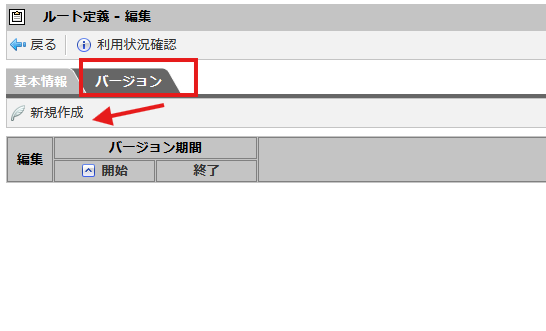 ルート定義 - 編集
戻る 利用状況確認
基本情報 バージョン
新規作成
編集 バージョン期間
開始 終了